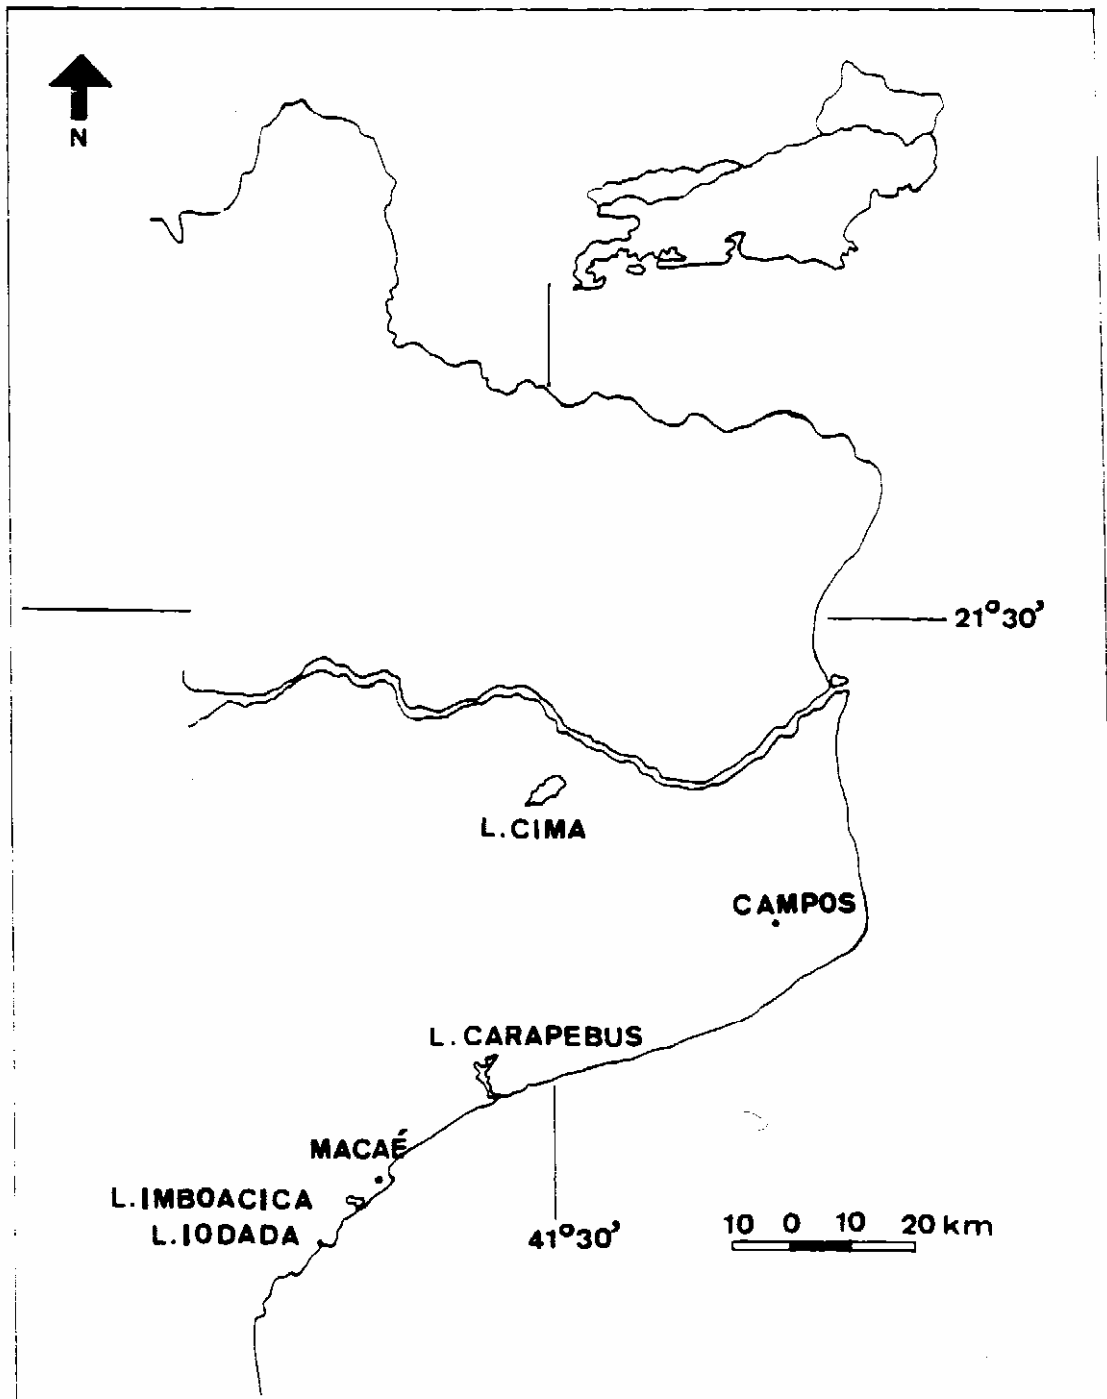 N
21°30'
L.CIMA
CAMPOS
L.CARAPEBUS
MACAÉ
L.IMBOACICA
L.IODADA
41°30'
10 0 10 20 km